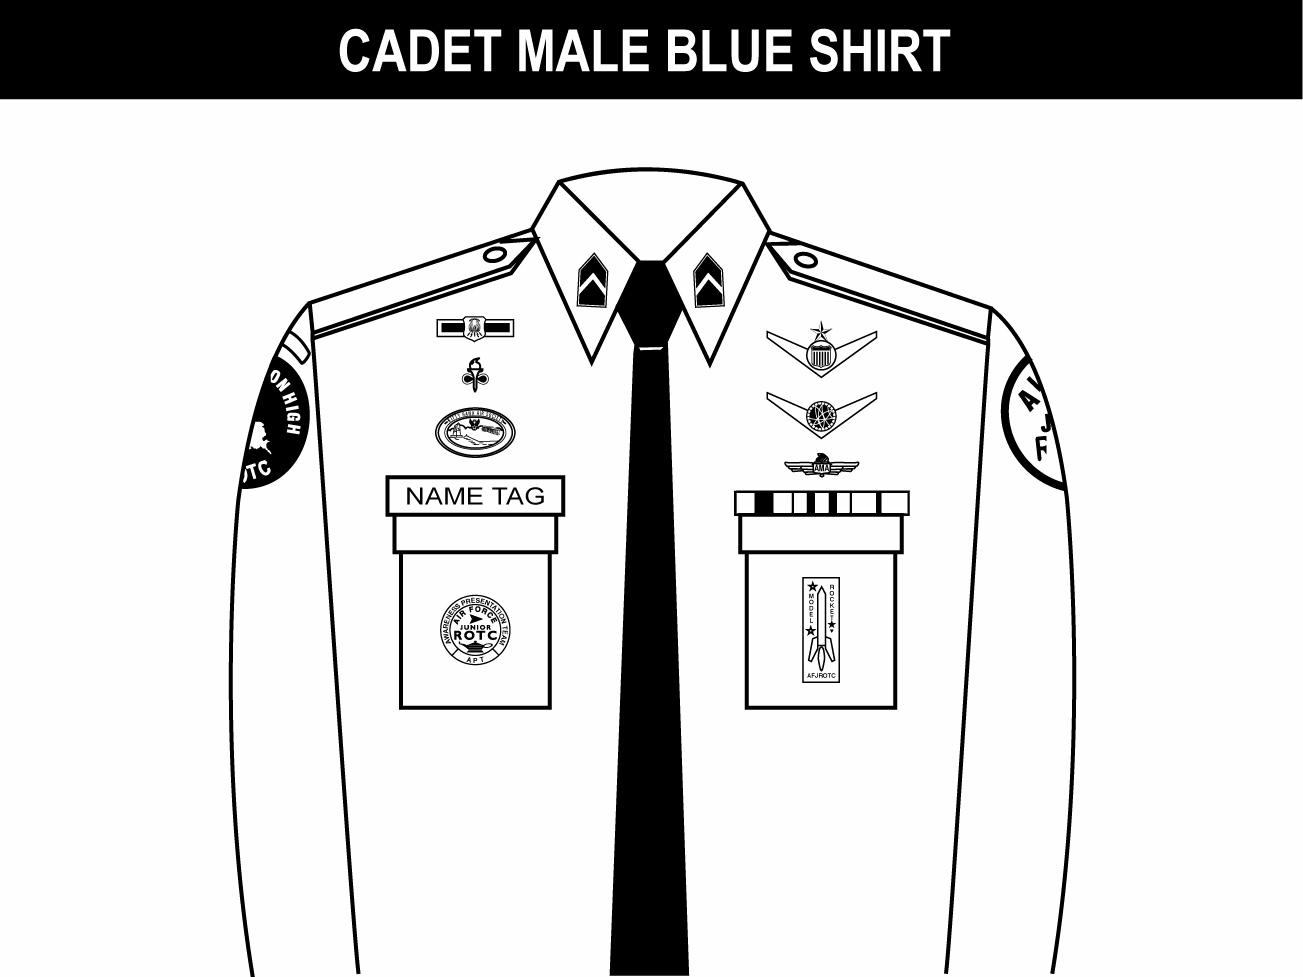 CADET MALE BLUE SHIRT
ON HIGH
OTC
NAME TAG
AMA
AWARENESS PRESENTATION TEAM
AIR FORCE
JUNIOR
ROTC
APT
MODEL
ROCKET
AFJROTC